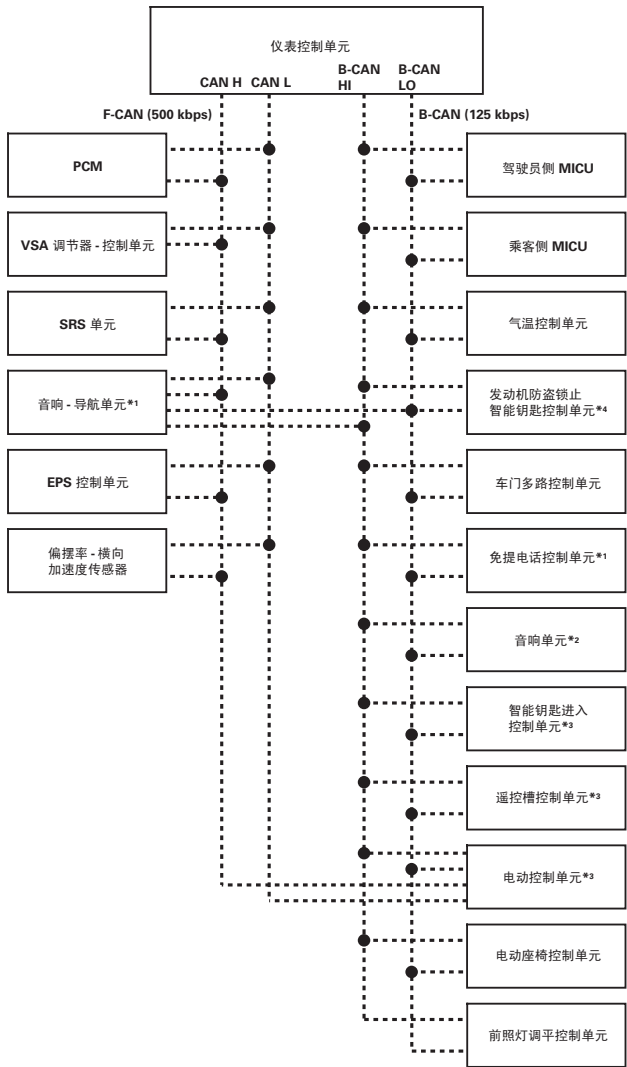 仪表控制单元
CAN H CAN L
B-CAN
HI
B-CAN
LO
F-CAN (500 kbps)
B-CAN (125 kbps)
PCM
VSA 调节器 - 控制单元
SRS 单元
音响 - 导航单元*1
EPS 控制单元
偏摆率 - 横向
加速度传感器
驾驶员侧 MICU
乘客侧 MICU
气温控制单元
发动机防盗锁止
智能钥匙控制单元*4
车门多路控制单元
免提电话控制单元*1
音响单元*2
智能钥匙进入
控制单元*3
遥控槽控制单元*3
电动控制单元*3
电动座椅控制单元
前照灯调平控制单元